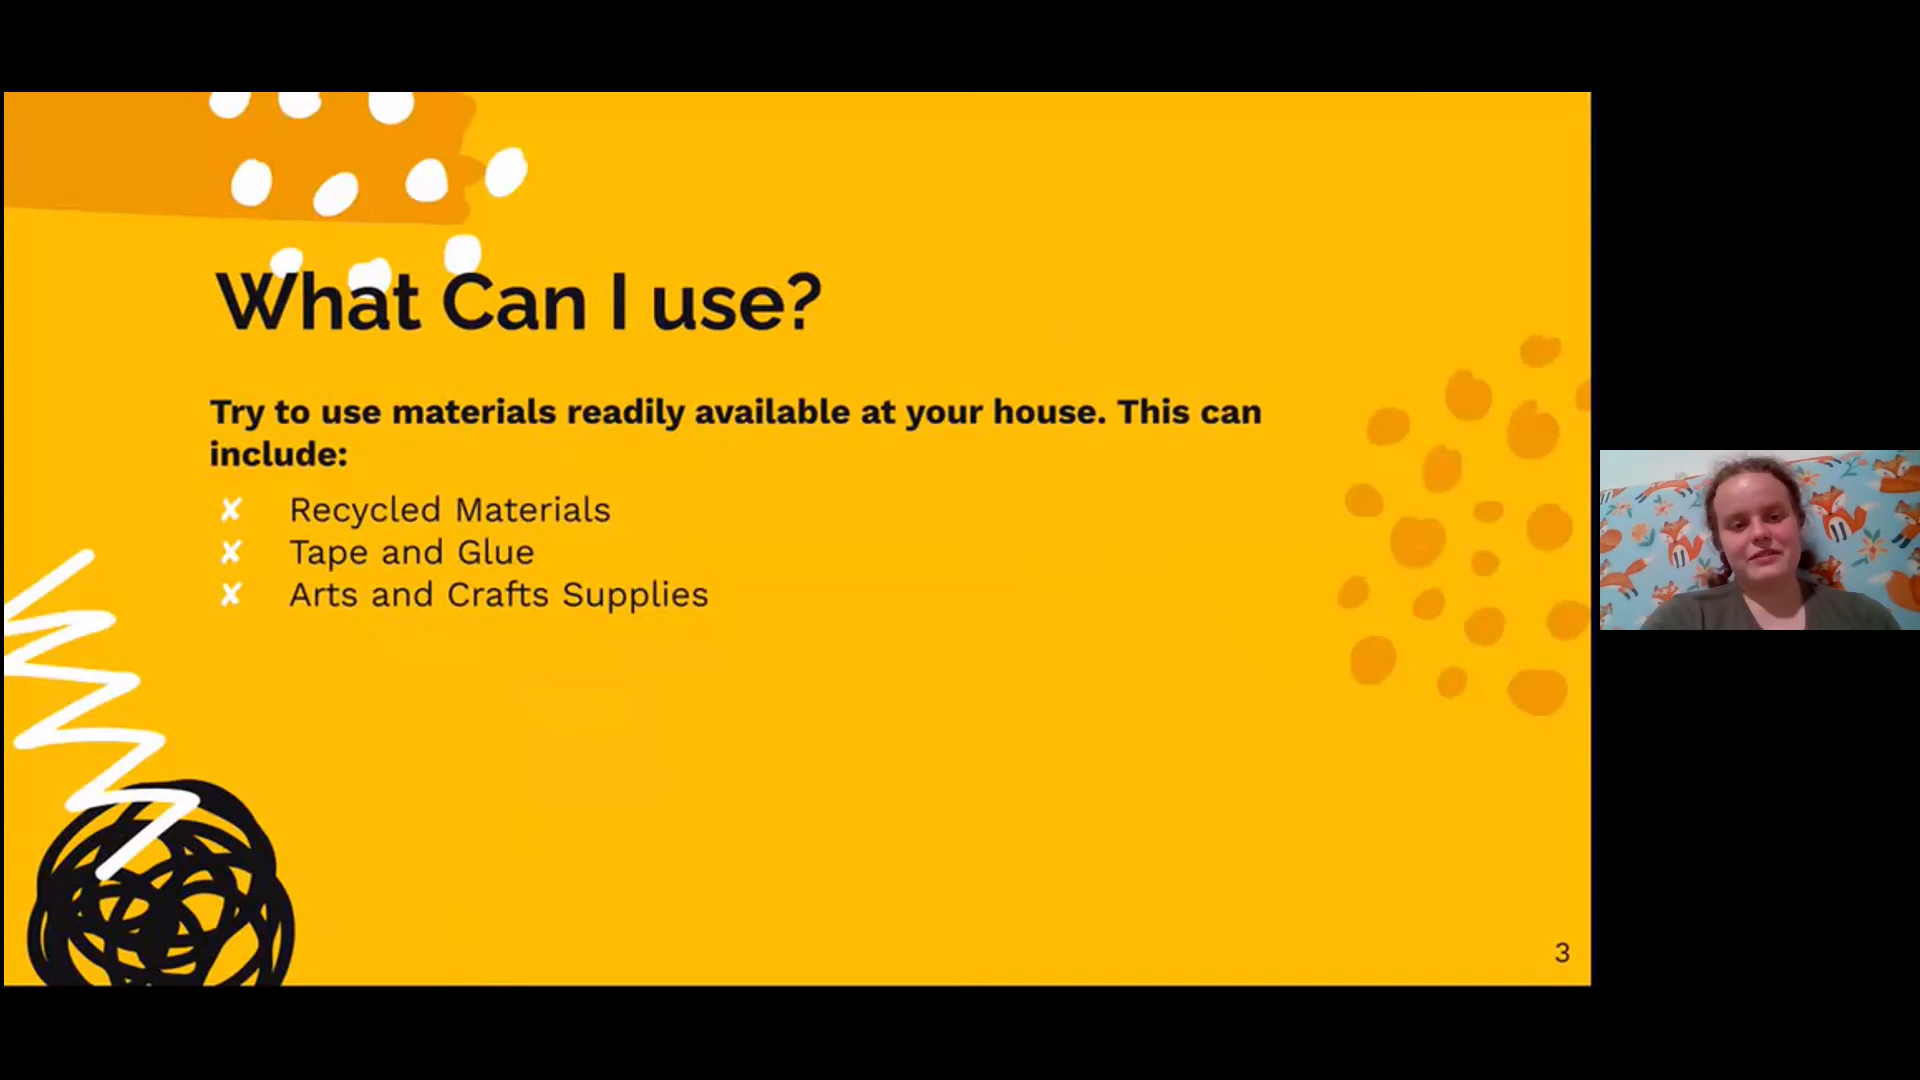 What Can I use?
Try to use materials readily available at your house. This can
include:
✘ Recycled Materials
✘ Tape and Glue
✘ Arts and Crafts Supplies
3